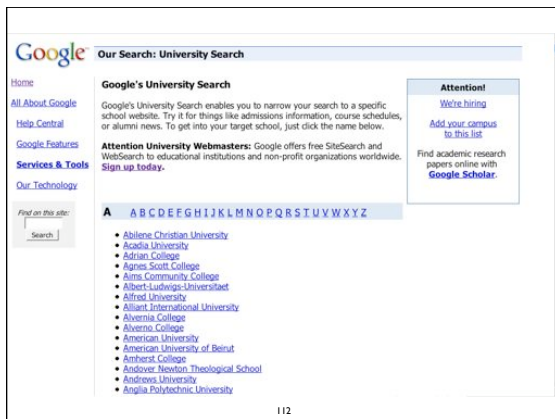 Google Our Search: University Search
Home
All About Google
Help Central
Google Features
Services & Tools
Our Technology
Find on this site:
Search
Google's University Search
Google's University Search enables you to narrow your search to a specific
school website. Try it for things like admissions information, course schedules,
or alumni news. To get into your target school, just click the name below.
Attention University Webmasters: Google offers free SiteSearch and
WebSearch to educational institutions and non-profit organizations worldwide.
Sign up today.
Attention!
We're hiring
Add your campus
to this list
Find academic research
papers online with
Google Scholar.
A A B C D E F G H I J K L M N O P Q R S T U V W X Y Z
• Abilene Christian University
• Acadia University
• Adrian College
• Agnes Scott College
• Aims Community College
• Albert-Ludwigs-Universitaet
• Alfred University
• Alliant International University
• Alvernia College
• Alverno College
• American University
• American University of Beirut
• Amherst College
• Andover Newton Theological School
• Andrews University
• Anglia Polytechnic University
112